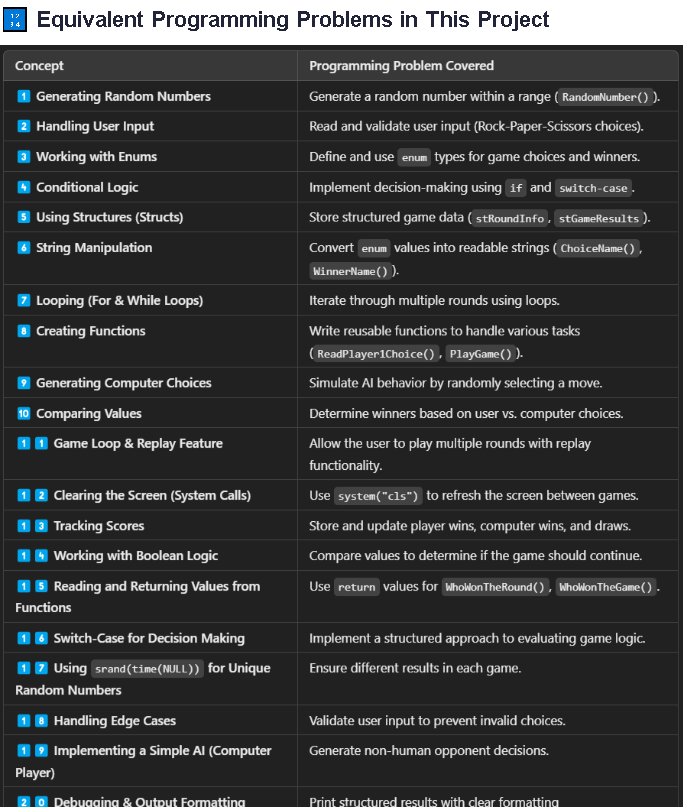 🔢 Equivalent Programming Problems in This Project
Concept Programming Problem Covered
1️⃣ Generating Random Numbers Generate a random number within a range ( RandomNumber() ).
2️⃣ Handling User Input Read and validate user input (Rock-Paper-Scissors choices).
3️⃣ Working with Enums Define and use enum types for game choices and winners.
4️⃣ Conditional Logic Implement decision-making using if and switch-case .
5️⃣ Using Structures (Structs) Store structured game data ( stRoundInfo , stGameResults ).
6️⃣ String Manipulation Convert enum values into readable strings ( ChoiceName() ,
WinnerName() ).
7️⃣ Looping (For & While Loops) Iterate through multiple rounds using loops.
8️⃣ Creating Functions Write reusable functions to handle various tasks
( ReadPlayer1Choice() , PlayGame() ).
9️⃣ Generating Computer Choices Simulate AI behavior by randomly selecting a move.
🔟 Comparing Values Determine winners based on user vs. computer choices.
1️⃣1️⃣ Game Loop & Replay Feature Allow the user to play multiple rounds with replay
functionality.
1️⃣2️⃣ Clearing the Screen (System Calls) Use system("cls") to refresh the screen between games.
1️⃣3️⃣ Tracking Scores Store and update player wins, computer wins, and draws.
1️⃣4️⃣ Working with Boolean Logic Compare values to determine if the game should continue.
1️⃣5️⃣ Reading and Returning Values from Use return values for WhoWonTheRound() , WhoWonTheGame() .
Functions
1️⃣6️⃣ Switch-Case for Decision Making Implement a structured approach to evaluating game logic.
1️⃣7️⃣ Using srand(time(NULL)) for Unique Ensure different results in each game.
Random Numbers
1️⃣8️⃣ Handling Edge Cases Validate user input to prevent invalid choices.
1️⃣9️⃣ Implementing a Simple AI (Computer Generate non-human opponent decisions.
Player)
2️⃣0️⃣ Debugging & Output Formatting Print structured results with clear formatting